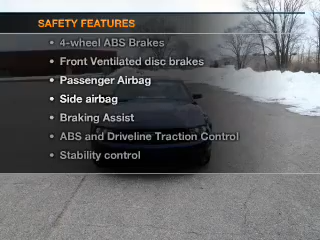 SAFETY FEATURES
• 4-wheel ABS Brakes
• Front Ventilated disc brakes
• Passenger Airbag
• Side airbag
• Braking Assist
• ABS and Driveline Traction Control
• Stability control